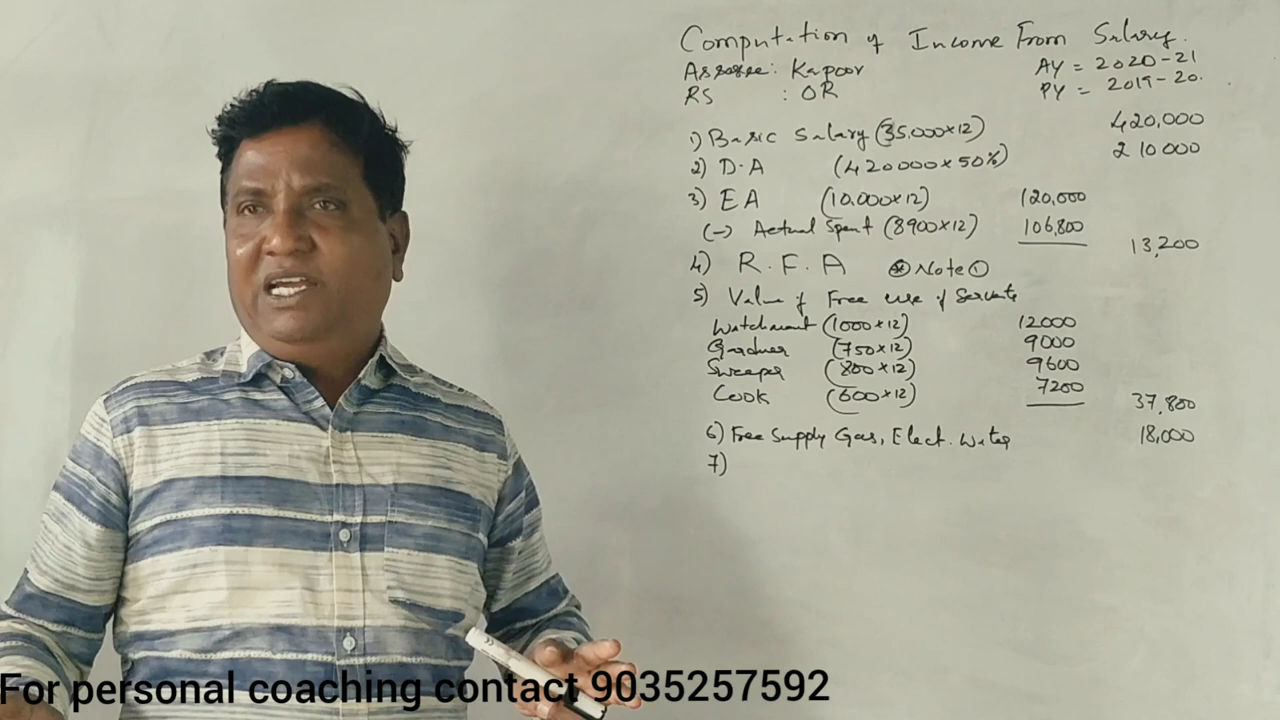 Computation of Income From Salary.
Assesse: Kapoor AY = 2020-21
RS : OR PY = 2019-20.
1) Basic Salary (35.000×12) 420,000
2) D.A (420000×50%) 210000
3) EA (10.000×12) 120,000
(-) Actual Spent (8900×12) 106,800 13,200
4) R.F.A Note ①
5) Value of Free use of Servants
Watchmant (1000×12) 12000
Gardner (750×12) 9000
Sweeper (800×12) 9600
Cook (600×12) 7200 37,800
6) Free Supply Gas, Elect. Water 18,000
7)
For personal coaching contact 9035257592